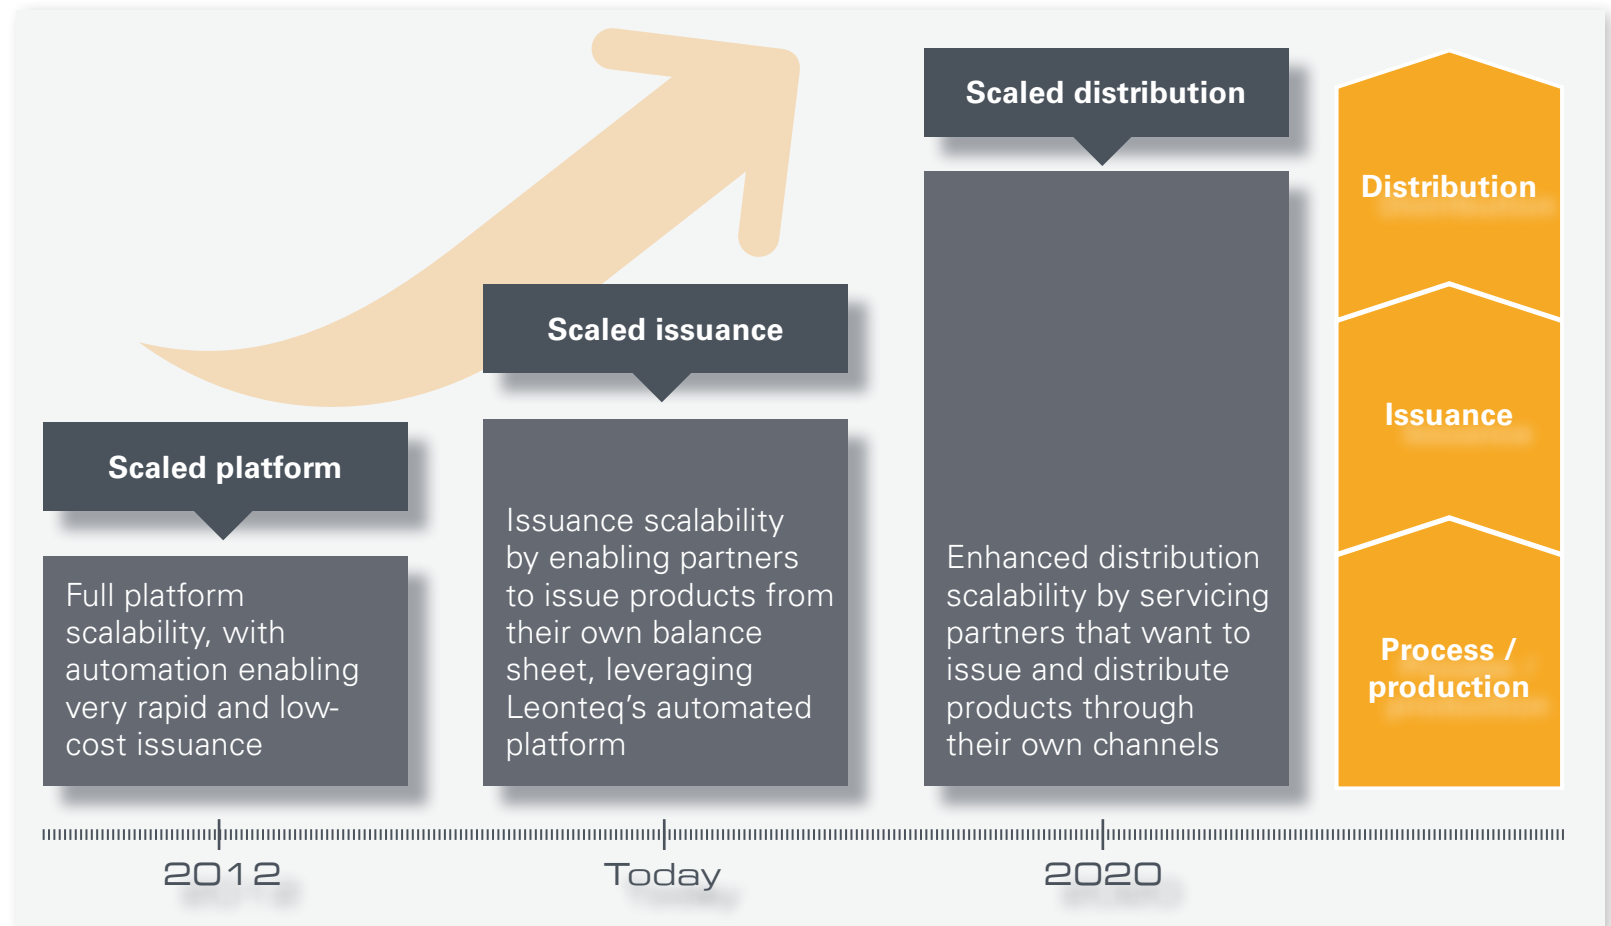 Scaled platform
Full platform
scalability, with
automation enabling
very rapid and low-
cost issuance
Scaled issuance
Issuance scalability
by enabling partners
to issue products from
their own balance
sheet, leveraging
Leonteq’s automated
platform
Scaled distribution
Enhanced distribution
scalability by servicing
partners that want to
issue and distribute
products through
their own channels
Distribution
Issuance
Process /
production
2012
Today
2020